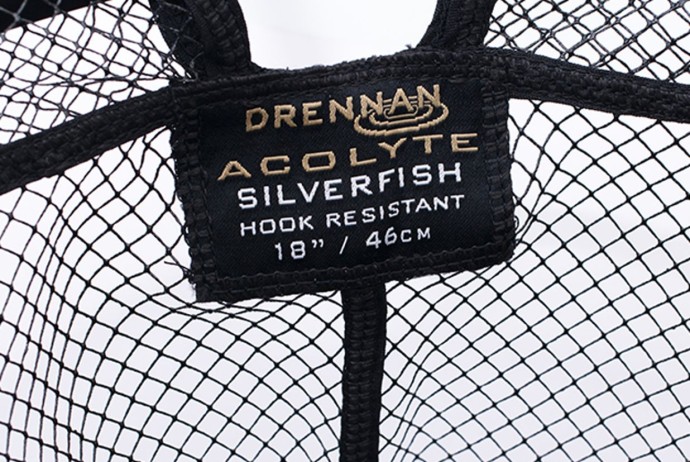 DRENNAN
ACOLYTE
SILVERFISH
HOOK RESISTANT
18" / 46CM